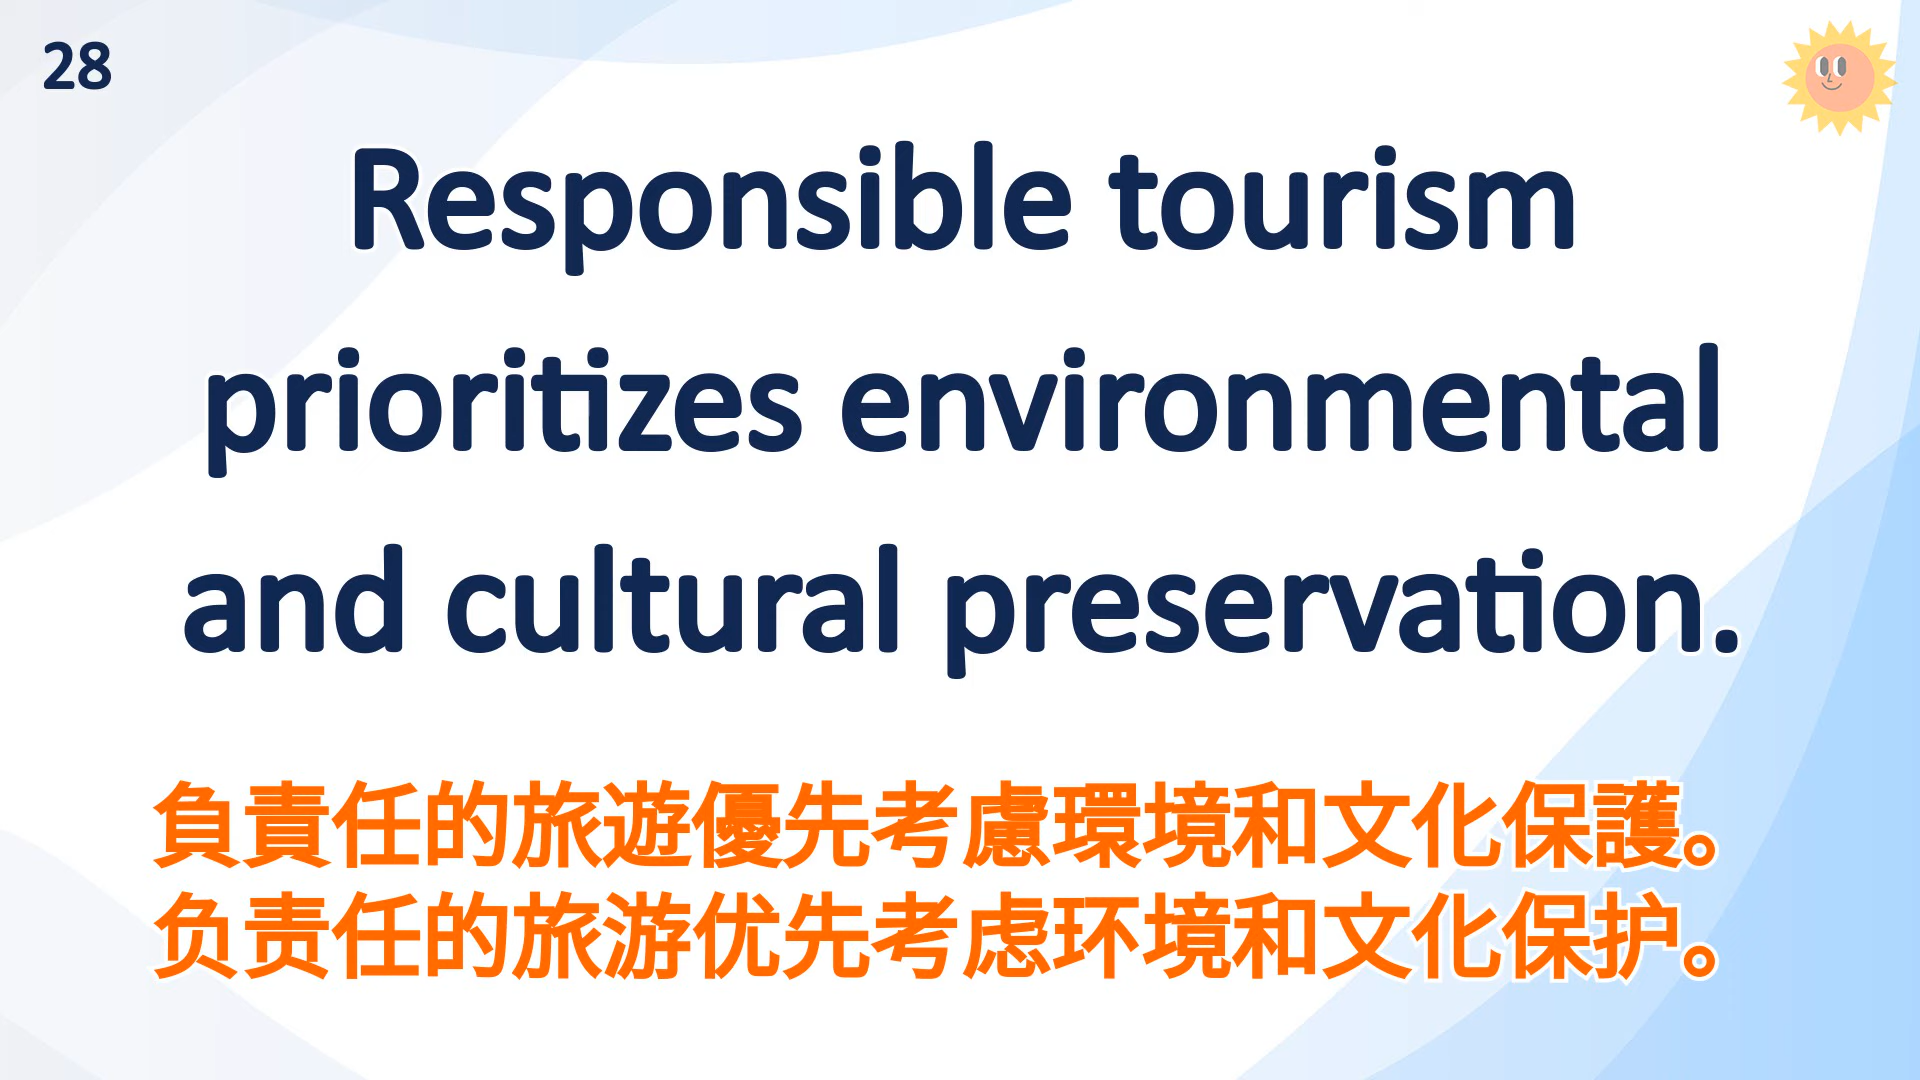 28
Responsible tourism
prioritizes environmental
and cultural preservation.
負責任的旅遊優先考慮環境和文化保護。
负责任的旅游优先考虑环境和文化保护。